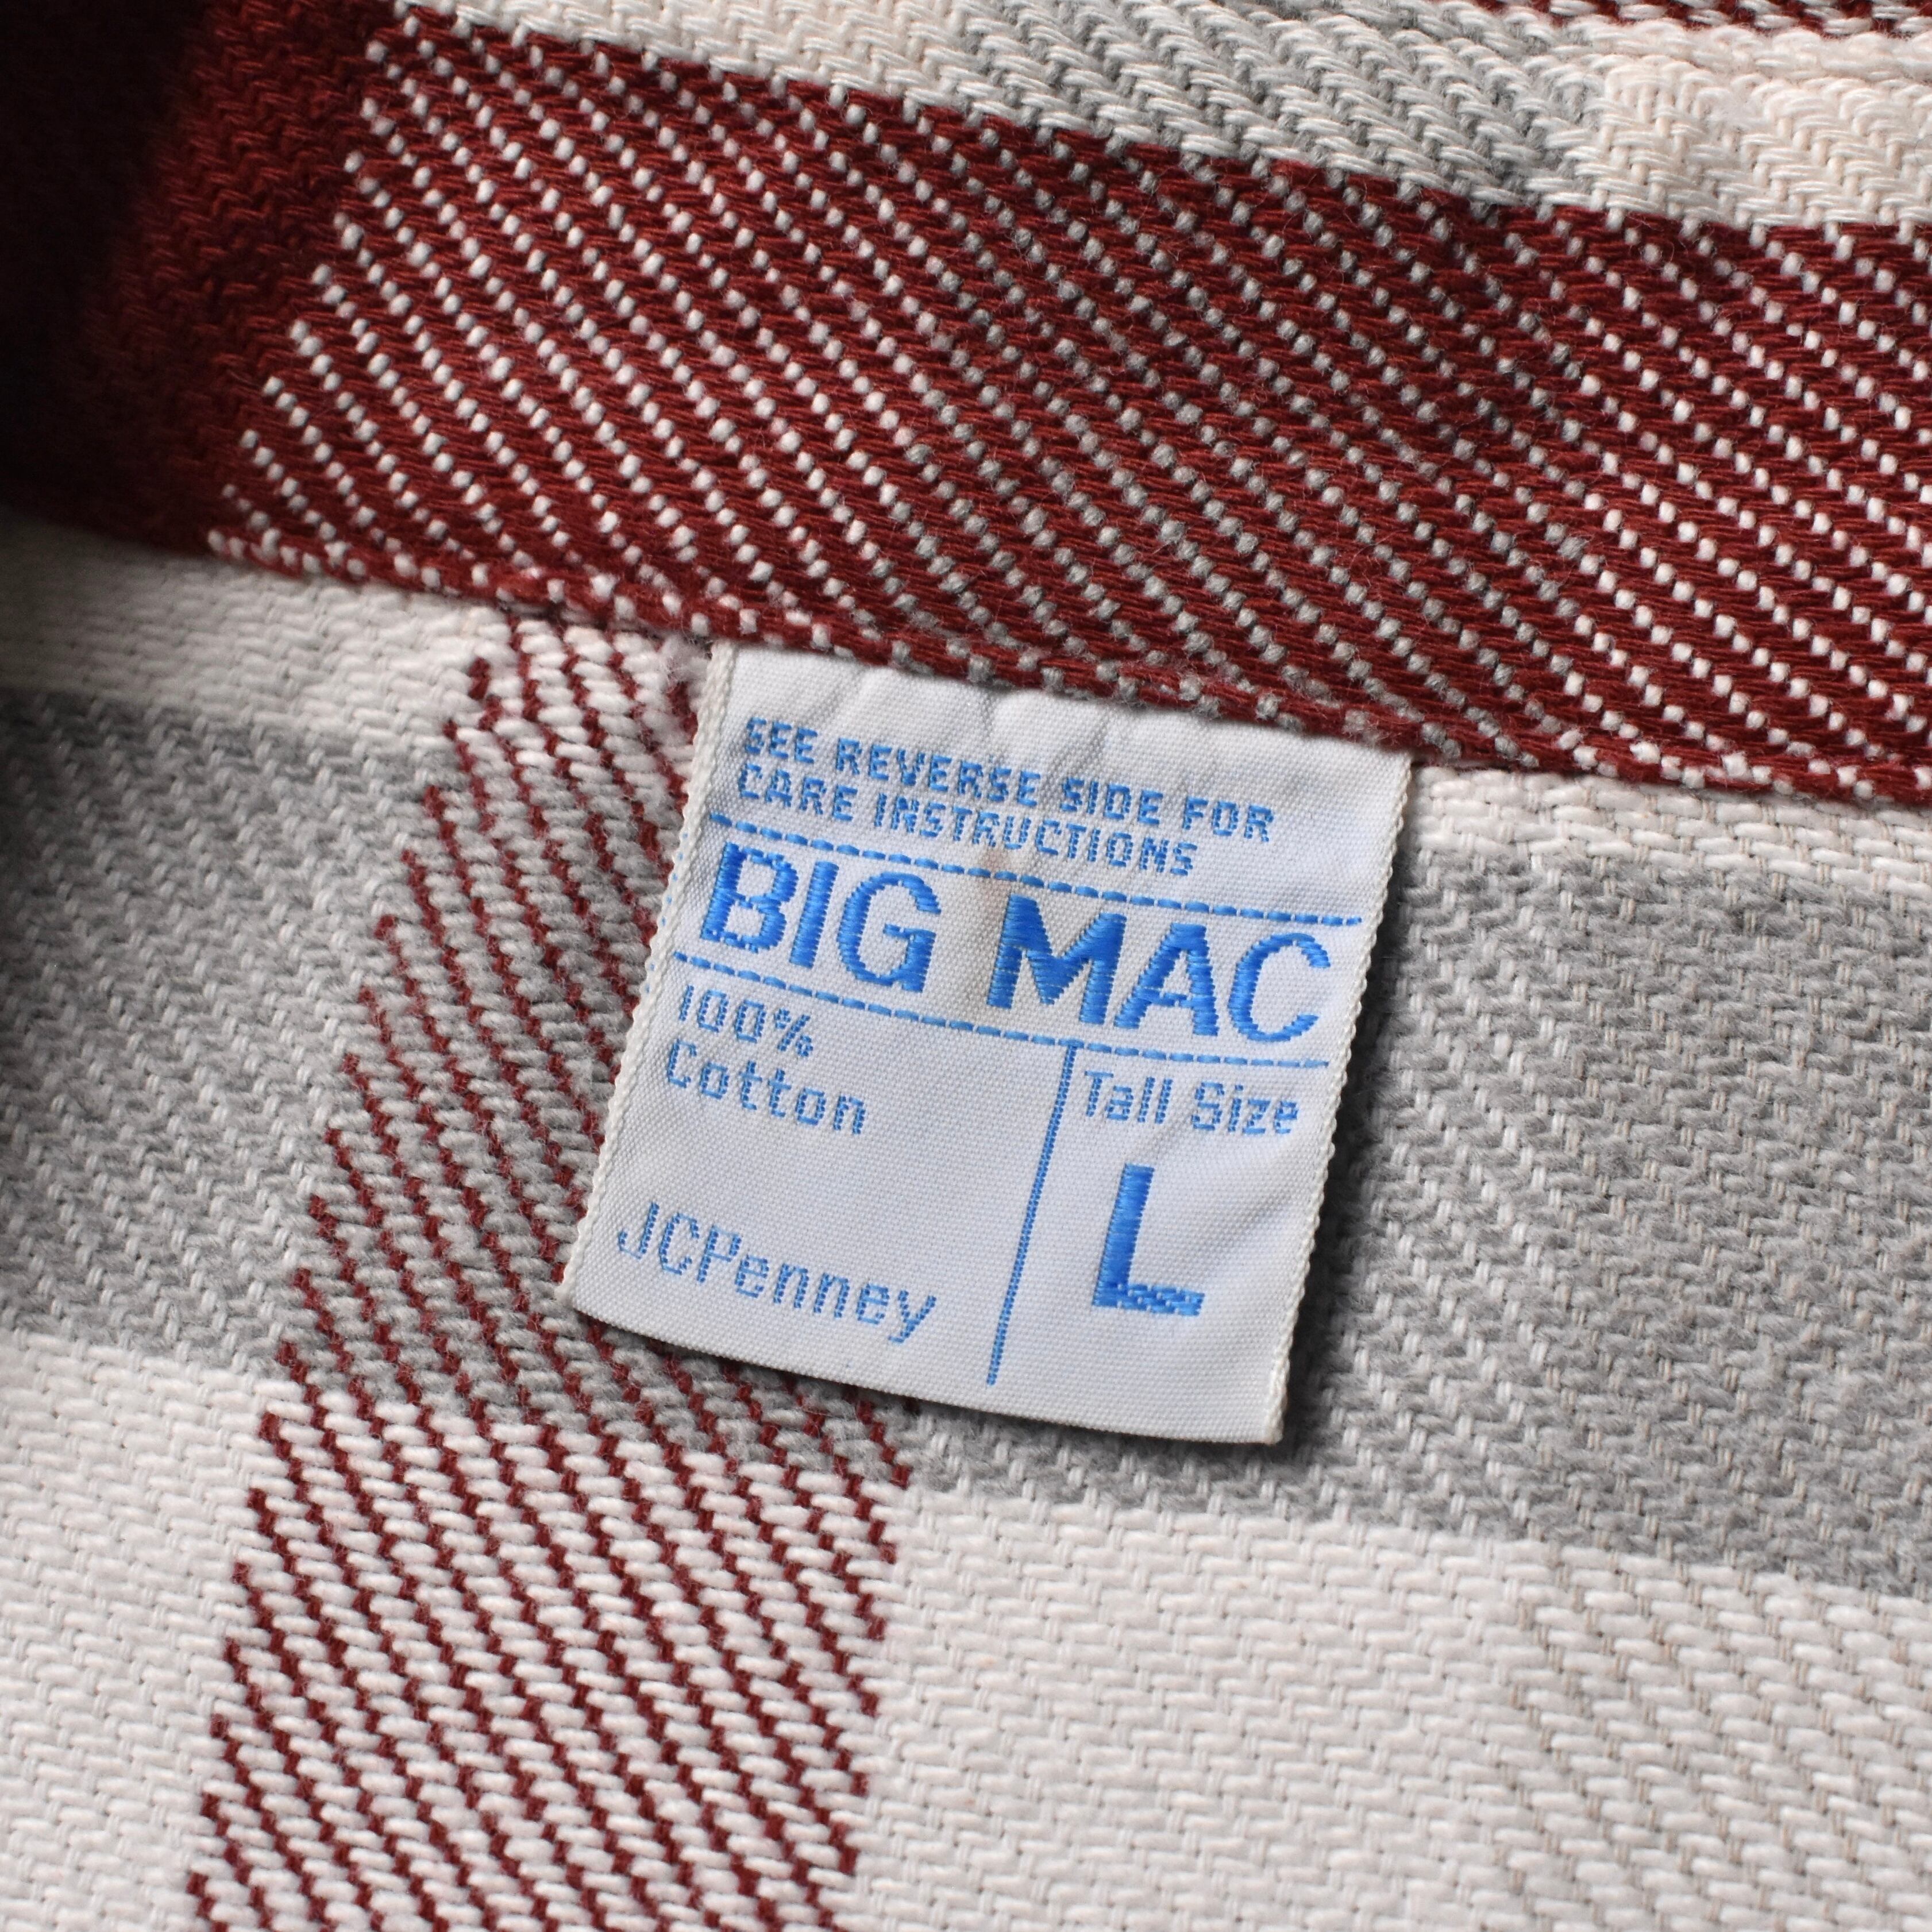 SEE REVERSE SIDE FOR
CARE INSTRUCTIONS
BIG MAC
100%
Cotton
JCPenney
Tall Size
L